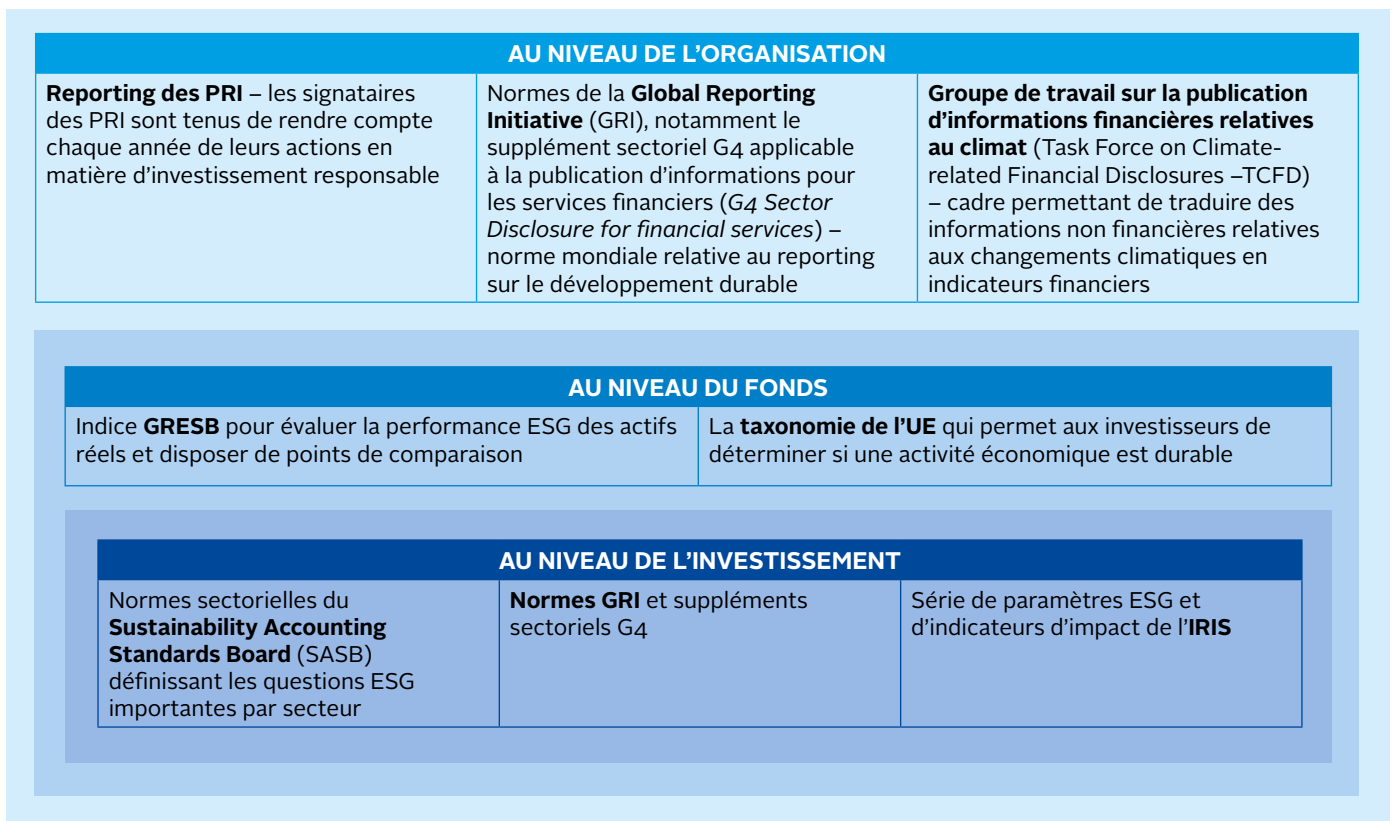 AU NIVEAU DE L’ORGANISATION
Reporting des PRI – les signataires
des PRI sont tenus de rendre compte
chaque année de leurs actions en
matière d’investissement responsable
Normes de la Global Reporting
Initiative (GRI), notamment le
supplément sectoriel G4 applicable
à la publication d’informations pour
les services financiers (G4 Sector
Disclosure for financial services) –
norme mondiale relative au reporting
sur le développement durable
Groupe de travail sur la publication
d’informations financières relatives
au climat (Task Force on Climate-
related Financial Disclosures –TCFD)
– cadre permettant de traduire des
informations non financières relatives
aux changements climatiques en
indicateurs financiers
AU NIVEAU DU FONDS
Indice GRESB pour évaluer la performance ESG des actifs
réels et disposer de points de comparaison
La taxonomie de l’UE qui permet aux investisseurs de
déterminer si une activité économique est durable
AU NIVEAU DE L’INVESTISSEMENT
Normes sectorielles du
Sustainability Accounting
Standards Board (SASB)
définissant les questions ESG
importantes par secteur
Normes GRI et suppléments
sectoriels G4
Série de paramètres ESG et
d’indicateurs d’impact de l’IRIS